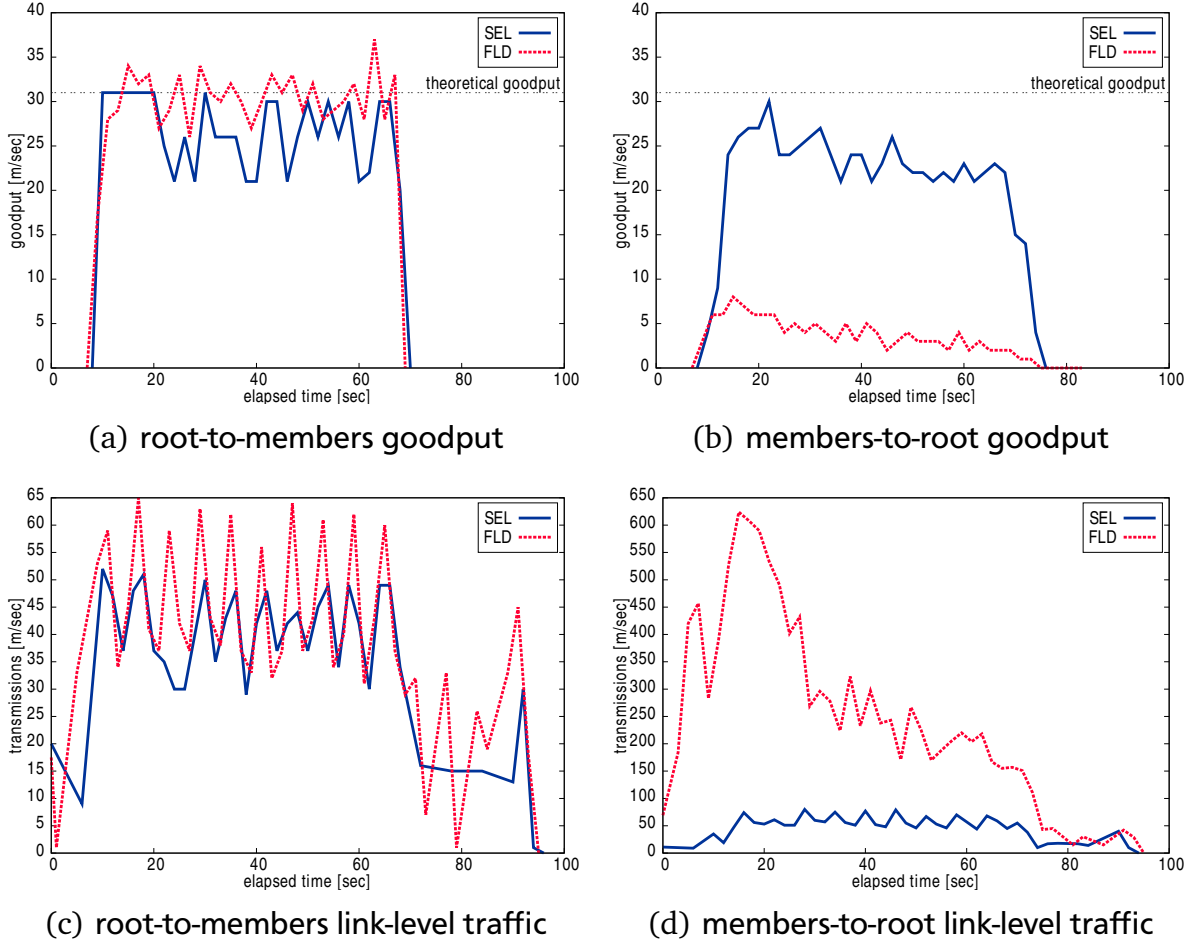 40
35
30
25
20
15
10
5
0
goodput [m/sec]
0 20 40 60 80 100
elapsed time [sec]
SEL
FLD
theoretical goodput
(a) root-to-members goodput
40
35
30
25
20
15
10
5
0
goodput [m/sec]
0 20 40 60 80 100
elapsed time [sec]
SEL
FLD
theoretical goodput
(b) members-to-root goodput
65
60
55
50
45
40
35
30
25
20
15
10
5
0
transmissions [m/sec]
0 20 40 60 80 100
elapsed time [sec]
SEL
FLD
(c) root-to-members link-level traffic
650
600
550
500
450
400
350
300
250
200
150
100
50
0
transmissions [m/sec]
0 20 40 60 80 100
elapsed time [sec]
SEL
FLD
(d) members-to-root link-level traffic